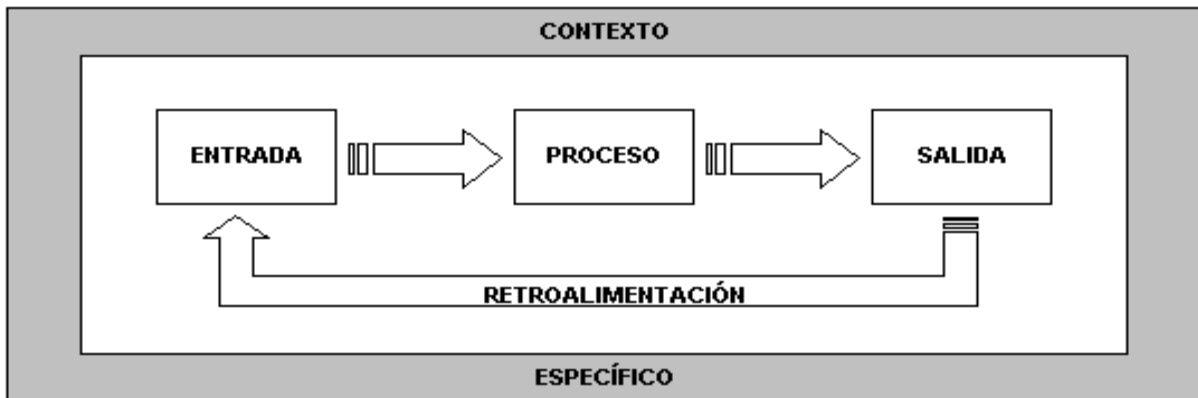 CONTEXTO
ENTRADA
PROCESO
SALIDA
RETROALIMENTACIÓN
ESPECÍFICO